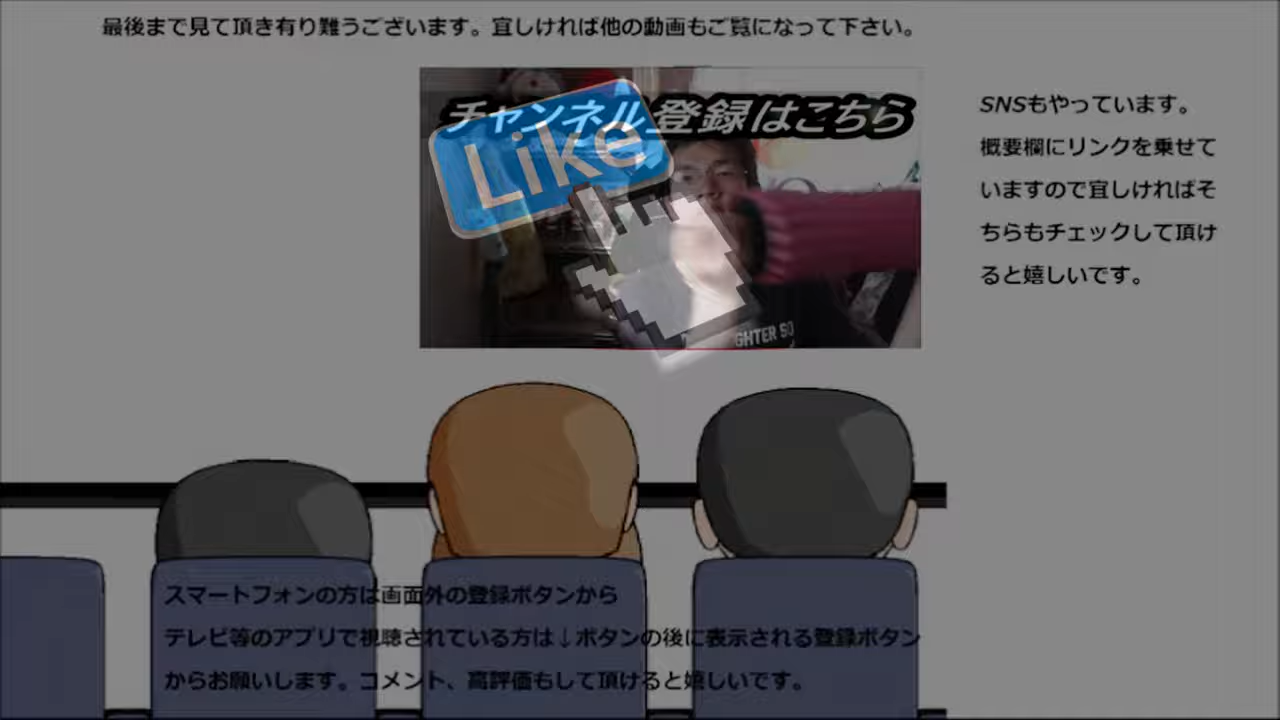 最後まで見て頂き有り難うございます。宜しければ他の動画もご覧になって下さい。
チャンネル登録はこちら
Like
SNSもやっています。
概要欄にリンクを乗せて
いますので宜しければそ
ちらもチェックして頂け
ると嬉しいです。
GHTER SO
スマートフォンの方は画面外の登録ボタンから
テレビ等のアプリで視聴されている方は↓ボタンの後に表示される登録ボタン
からお願いします。コメント、高評価もして頂けると嬉しいです。